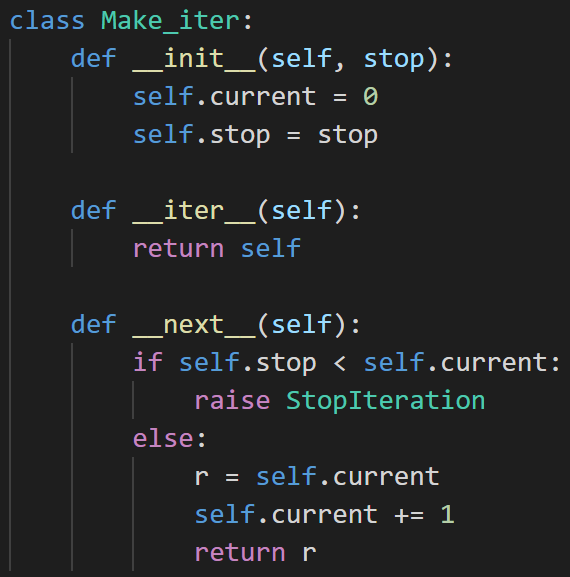 class Make_iter:
    def __init__(self, stop):
        self.current = 0
        self.stop = stop

    def __iter__(self):
        return self

    def __next__(self):
        if self.stop < self.current:
            raise StopIteration
        else:
            r = self.current
            self.current += 1
            return r